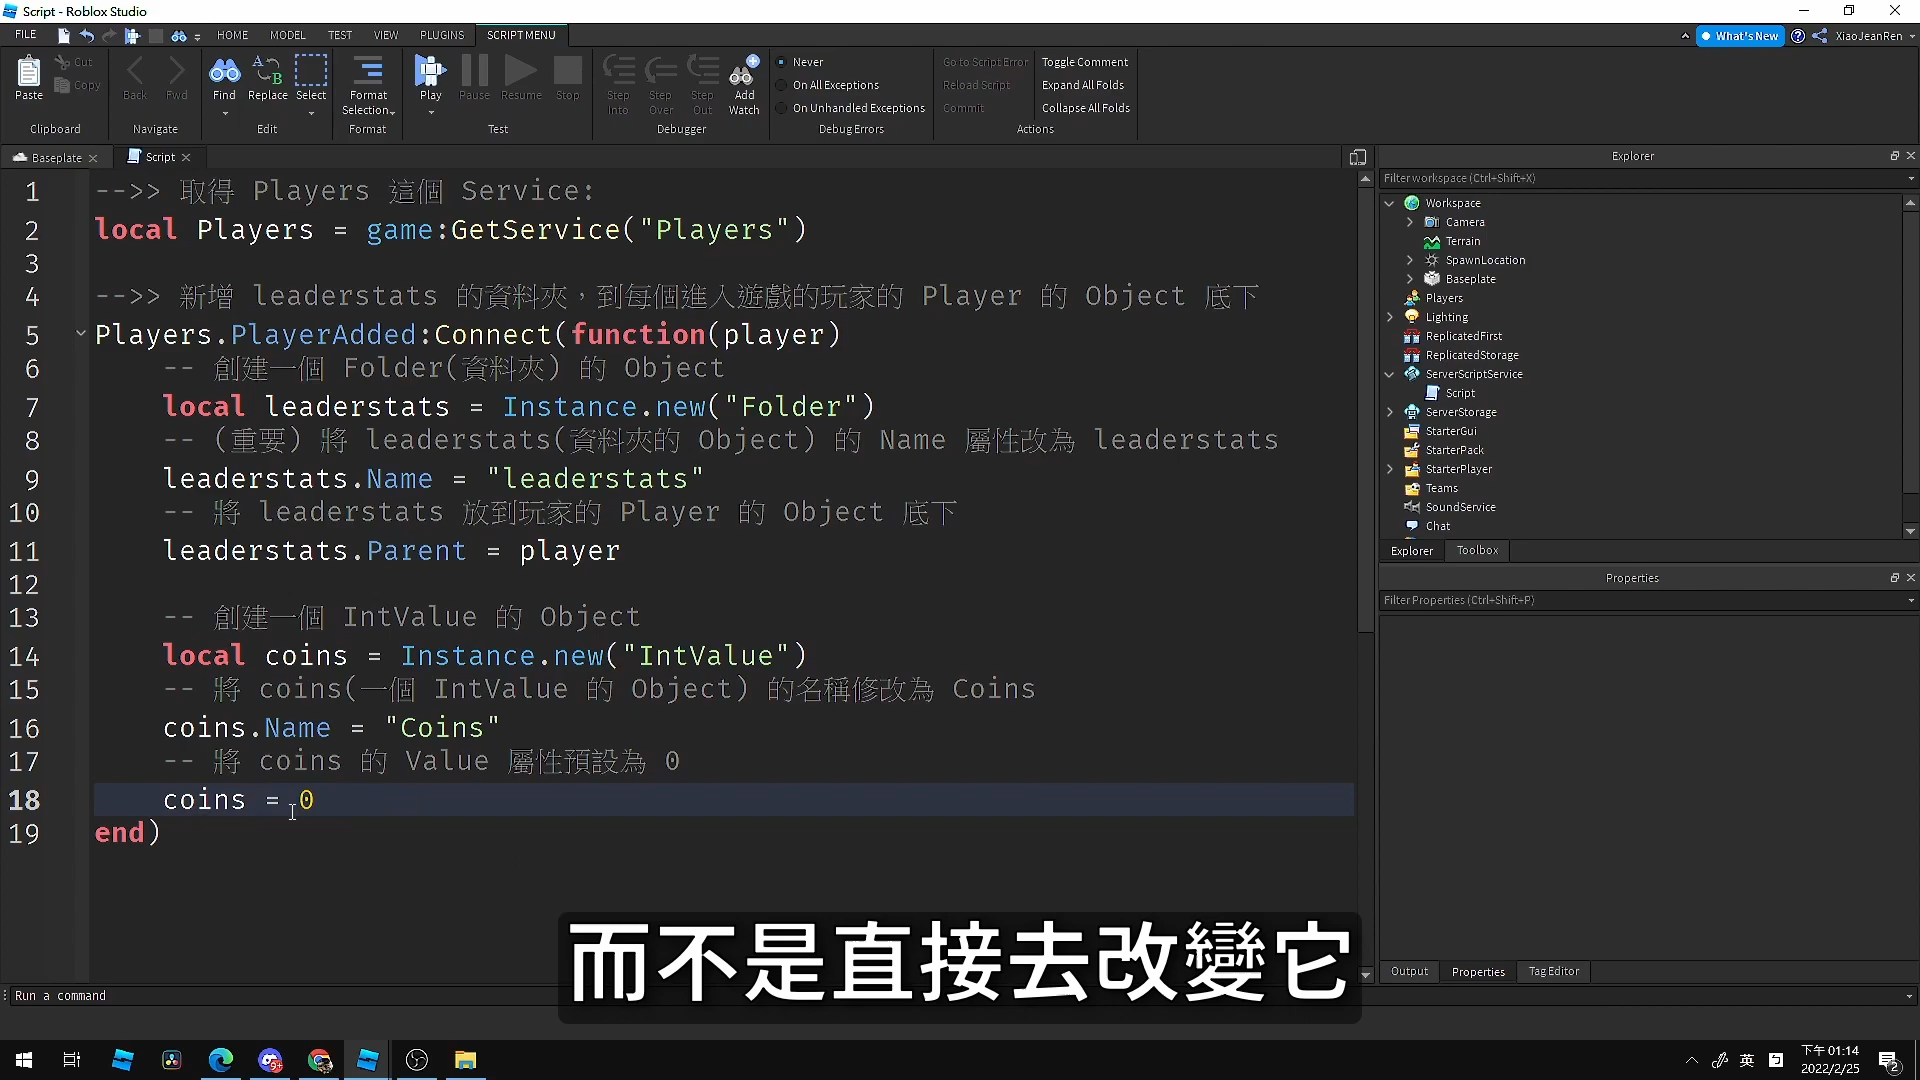 Script - Roblox Studio
FILE
HOME
MODEL
TEST
VIEW
PLUGINS
SCRIPT MENU
What's New
XiaoJeanRen
Paste
Cut
Copy
Clipboard
Back
Fwd
Navigate
Find
Replace
Select
Edit
Format
Selection
Format
Play
Pause
Resume
Stop
Test
Step
Into
Step
Over
Step
Out
Add
Watch
Debugger
Never
On All Exceptions
On Unhandled Exceptions
Debug Errors
Go to Script Error
Reload Script
Commit
Toggle Comment
Expand All Folds
Collapse All Folds
Actions
Baseplate
Script
1 -->> 取得 Players 這個 Service:
2 local Players = game:GetService("Players")
3
4 -->> 新增 leaderstats 的資料夾，到每個進入遊戲的玩家的 Player 的 Object 底下
5 Players.PlayerAdded:Connect(function(player)
6 -- 創建一個 Folder(資料夾) 的 Object
7 local leaderstats = Instance.new("Folder")
8 -- (重要) 將 leaderstats(資料夾的 Object) 的 Name 屬性改為 leaderstats
9 leaderstats.Name = "leaderstats"
10 -- 將 leaderstats 放到玩家的 Player 的 Object 底下
11 leaderstats.Parent = player
12
13 -- 創建一個 IntValue 的 Object
14 local coins = Instance.new("IntValue")
15 -- 將 coins(一個 IntValue 的 Object) 的名稱修改為 Coins
16 coins.Name = "Coins"
17 -- 將 coins 的 Value 屬性預設為 0
18 coins = 0
19 end)
Explorer
Filter workspace (Ctrl+Shift+X)
Workspace
Camera
Terrain
SpawnLocation
Baseplate
Players
Lighting
ReplicatedFirst
ReplicatedStorage
ServerScriptService
Script
ServerStorage
StarterGui
StarterPack
StarterPlayer
Teams
SoundService
Chat
Explorer
Toolbox
Properties
Filter Properties (Ctrl+Shift+P)
Output
Properties
Tag Editor
而不是直接去改變它
Run a command
9+
英
下午 01:14
2022/2/25
2